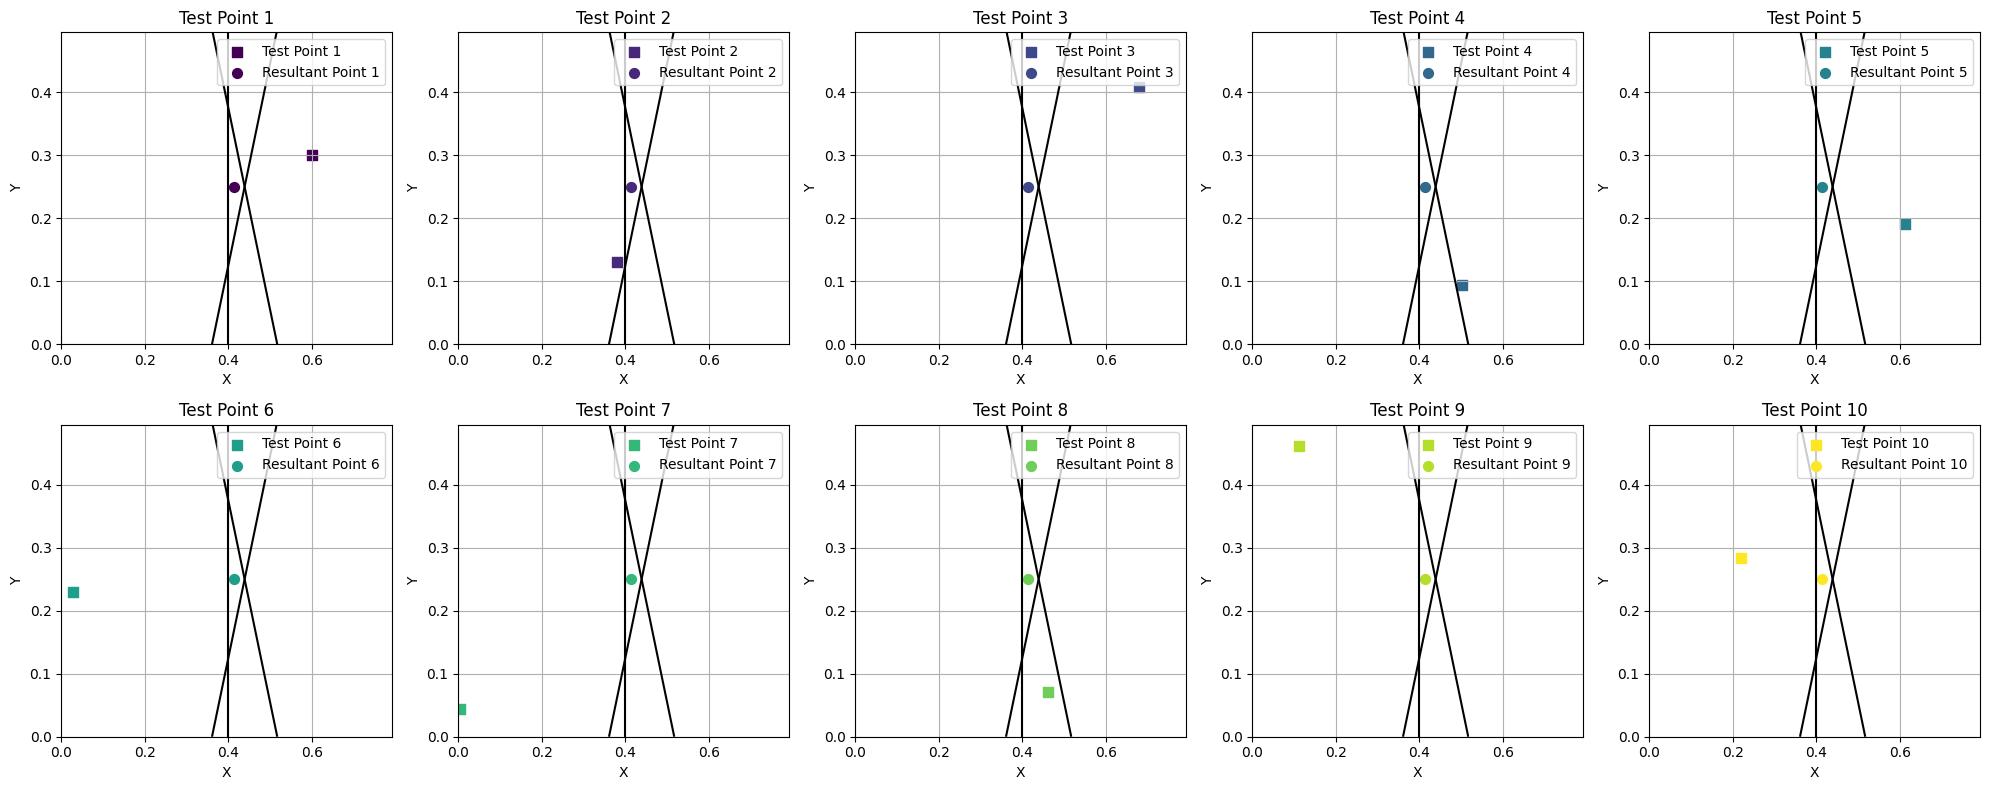 Test Point 1
Test Point 1
Resultant Point 1
Y
0.4
0.3
0.2
0.1
0.0
0.0 0.2 0.4 0.6
X
Test Point 2
Test Point 2
Resultant Point 2
Y
0.4
0.3
0.2
0.1
0.0
0.0 0.2 0.4 0.6
X
Test Point 3
Test Point 3
Resultant Point 3
Y
0.4
0.3
0.2
0.1
0.0
0.0 0.2 0.4 0.6
X
Test Point 4
Test Point 4
Resultant Point 4
Y
0.4
0.3
0.2
0.1
0.0
0.0 0.2 0.4 0.6
X
Test Point 5
Test Point 5
Resultant Point 5
Y
0.4
0.3
0.2
0.1
0.0
0.0 0.2 0.4 0.6
X
Test Point 6
Test Point 6
Resultant Point 6
Y
0.4
0.3
0.2
0.1
0.0
0.0 0.2 0.4 0.6
X
Test Point 7
Test Point 7
Resultant Point 7
Y
0.4
0.3
0.2
0.1
0.0
0.0 0.2 0.4 0.6
X
Test Point 8
Test Point 8
Resultant Point 8
Y
0.4
0.3
0.2
0.1
0.0
0.0 0.2 0.4 0.6
X
Test Point 9
Test Point 9
Resultant Point 9
Y
0.4
0.3
0.2
0.1
0.0
0.0 0.2 0.4 0.6
X
Test Point 10
Test Point 10
Resultant Point 10
Y
0.4
0.3
0.2
0.1
0.0
0.0 0.2 0.4 0.6
X